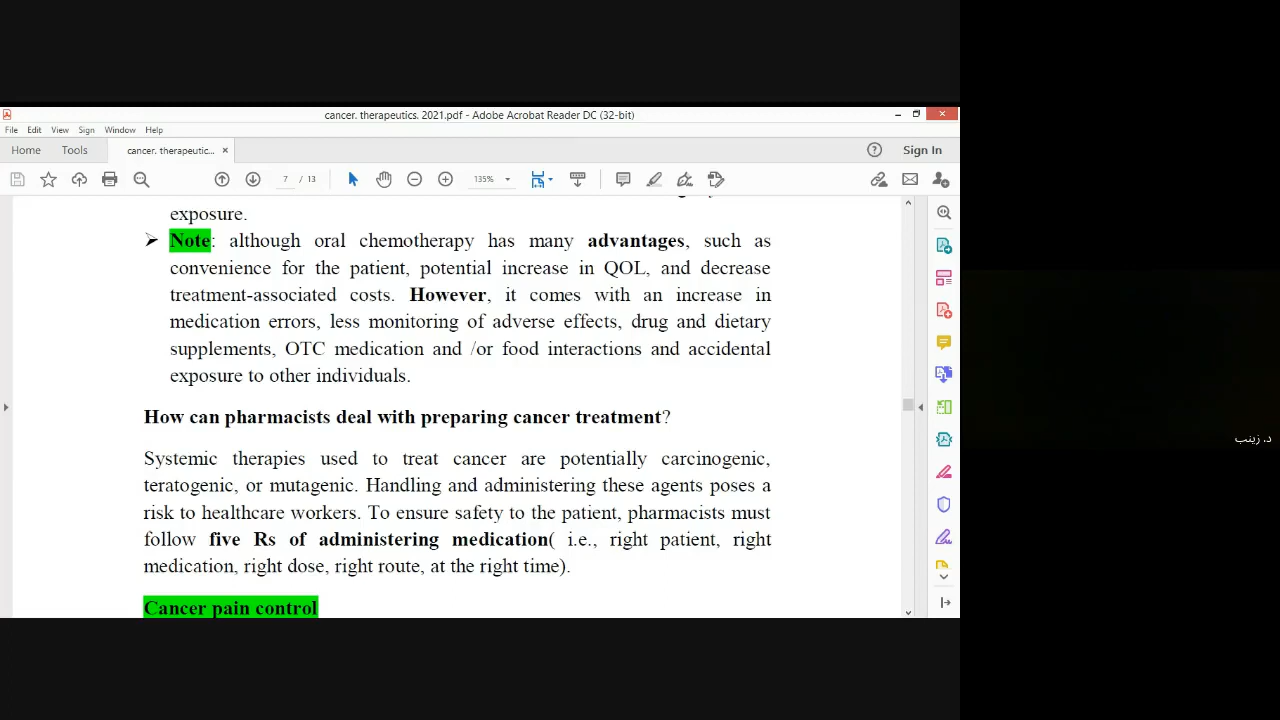 cancer. therapeutics. 2021.pdf - Adobe Acrobat Reader DC (32-bit)
File Edit View Sign Window Help
Home Tools cancer. therapeutic... × Sign In
7 / 13 135%
exposure.
➢ Note: although oral chemotherapy has many advantages, such as
convenience for the patient, potential increase in QOL, and decrease
treatment-associated costs. However, it comes with an increase in
medication errors, less monitoring of adverse effects, drug and dietary
supplements, OTC medication and /or food interactions and accidental
exposure to other individuals.
How can pharmacists deal with preparing cancer treatment?
Systemic therapies used to treat cancer are potentially carcinogenic,
teratogenic, or mutagenic. Handling and administering these agents poses a
risk to healthcare workers. To ensure safety to the patient, pharmacists must
follow five Rs of administering medication( i.e., right patient, right
medication, right dose, right route, at the right time).
Cancer pain control
د. زينب